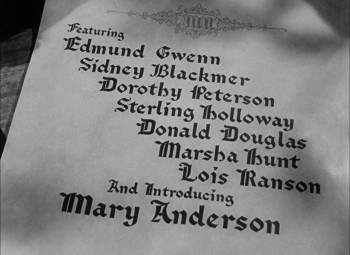 Featuring
Edmund Gwenn
Sidney Blackmer
Dorothy Peterson
Sterling Holloway
Donald Douglas
Marsha Hunt
Lois Ranson
And Introducing
Mary Anderson